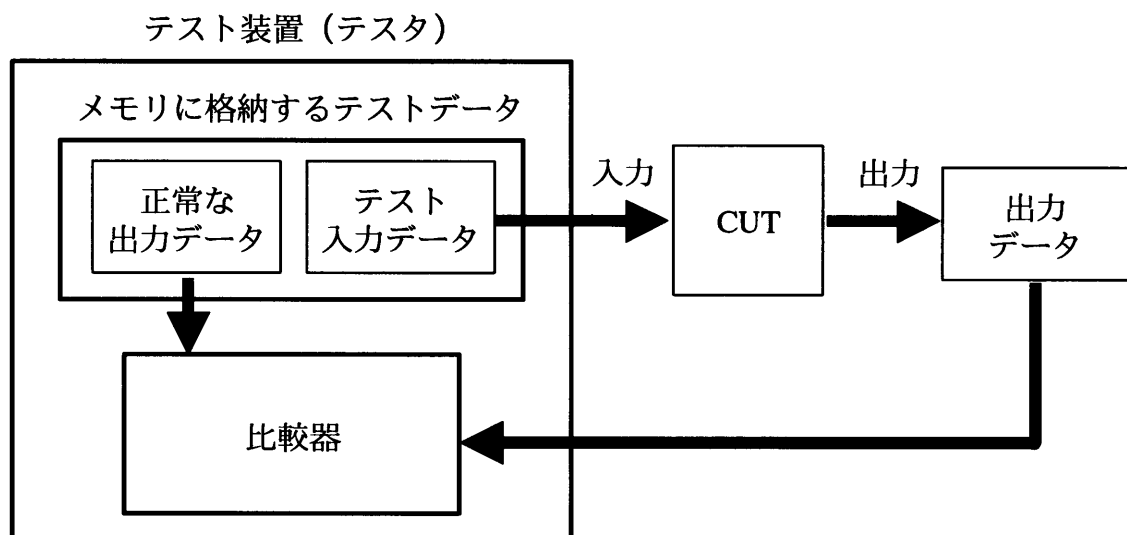 テスト装置（テスタ）
メモリに格納するテストデータ
正常な
出力データ
テスト
入力データ
入力
CUT
出力
出力
データ
比較器